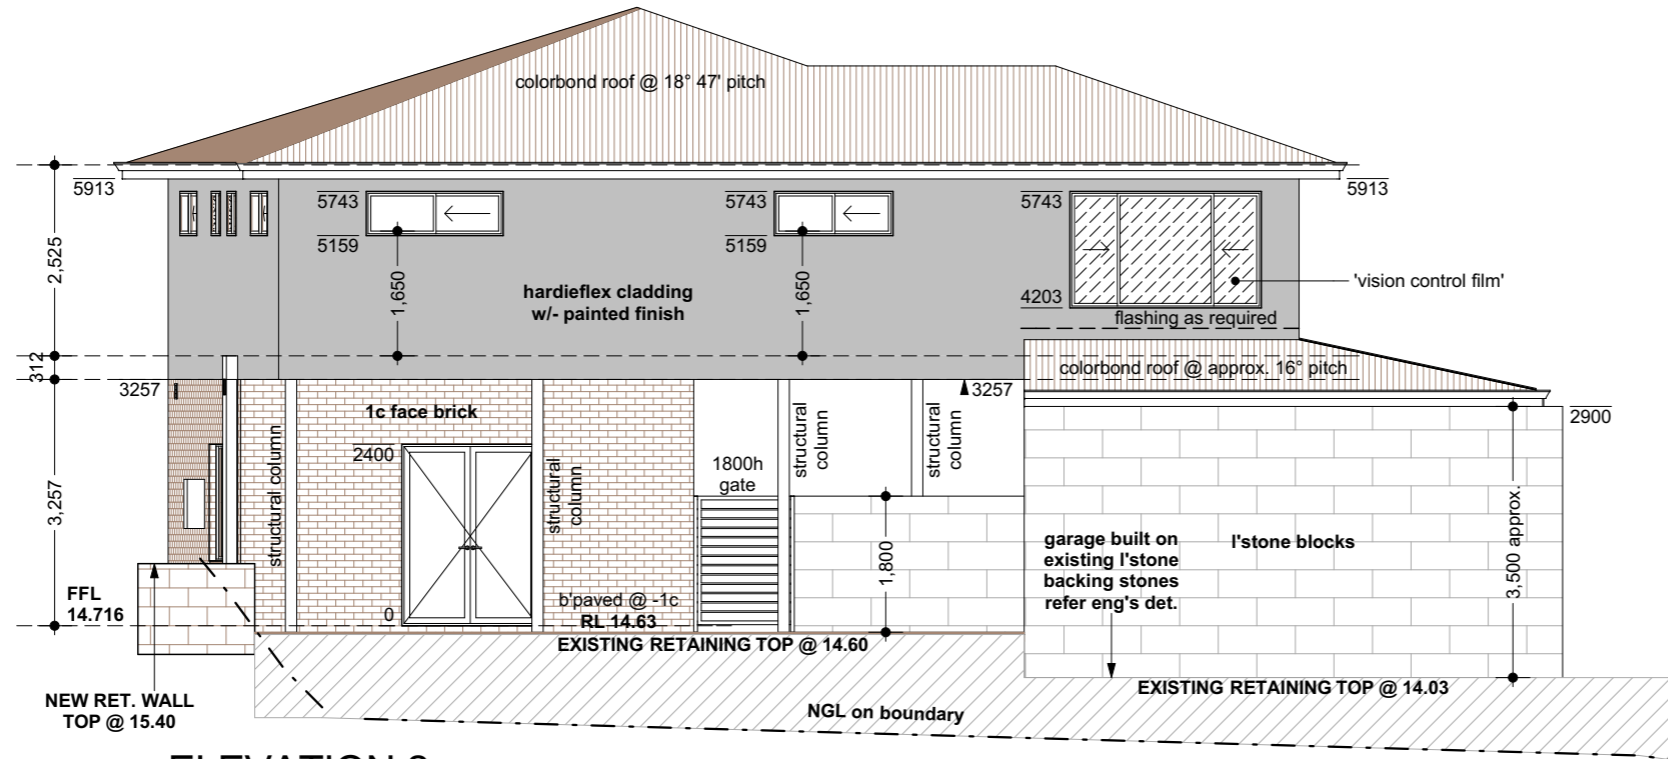 colorbond roof @ 18° 47' pitch
5913
5913
5743
5743
5743
5159
5159
2,525
1,650
1,650
4203
'vision control film'
hardieflex cladding
w/- painted finish
flashing as required
312
colorbond roof @ approx. 16° pitch
3257
3257
1c face brick
2900
2400
structural column
structural
column
structural
column
structural
column
1800h
gate
3,257
1,800
3,500 approx.
garage built on
existing l'stone
backing stones
refer eng's det.
l'stone blocks
FFL
14.716
0
b'paved @ -1c
RL 14.63
EXISTING RETAINING TOP @ 14.60
EXISTING RETAINING TOP @ 14.03
NEW RET. WALL
TOP @ 15.40
NGL on boundary